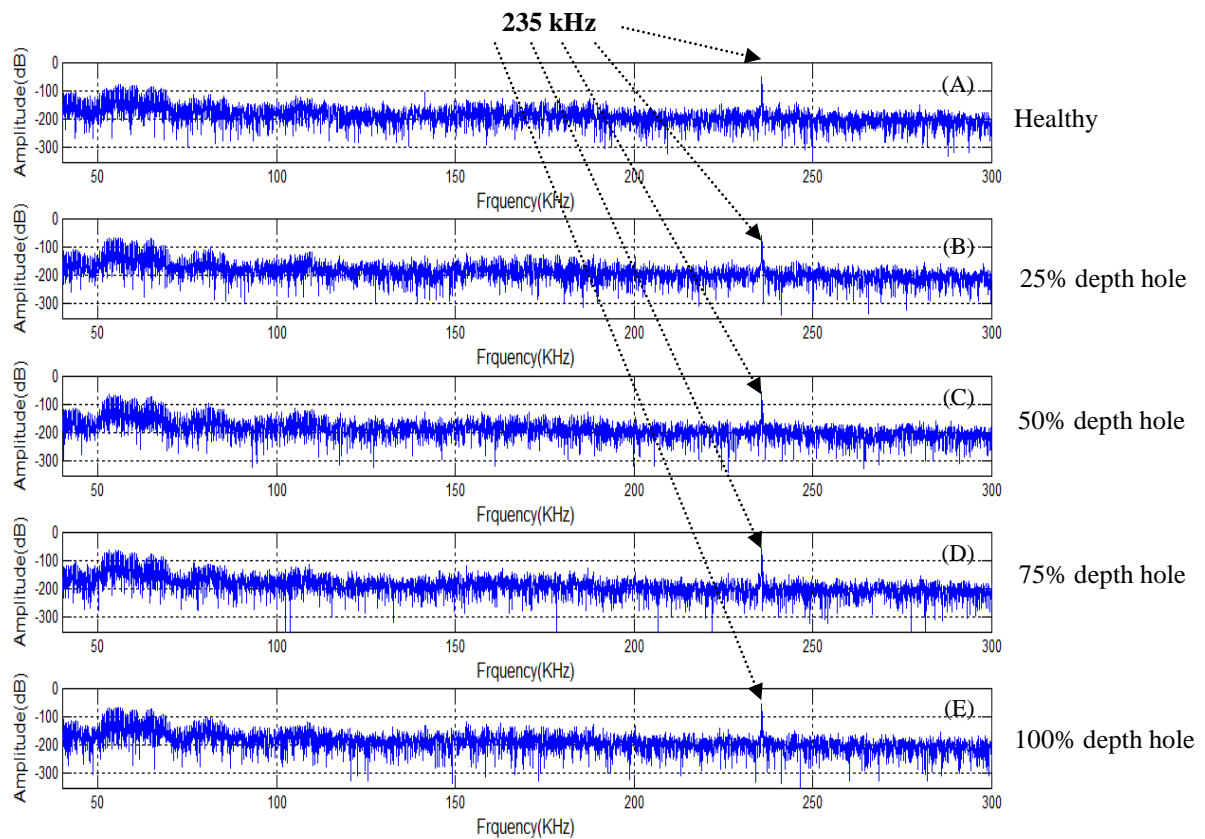 235 kHz
Amplitude(dB)
0
-100
-200
-300
(A)
Healthy
50 100 150 200 250 300
Frquency(KHz)
Amplitude(dB)
0
-100
-200
-300
(B)
25% depth hole
50 100 150 200 250 300
Frquency(KHz)
Amplitude(dB)
0
-100
-200
-300
(C)
50% depth hole
50 100 150 200 250 300
Frquency(KHz)
Amplitude(dB)
0
-100
-200
-300
(D)
75% depth hole
50 100 150 200 250 300
Frquency(KHz)
Amplitude(dB)
0
-100
-200
-300
(E)
100% depth hole
50 100 150 200 250 300
Frquency(KHz)